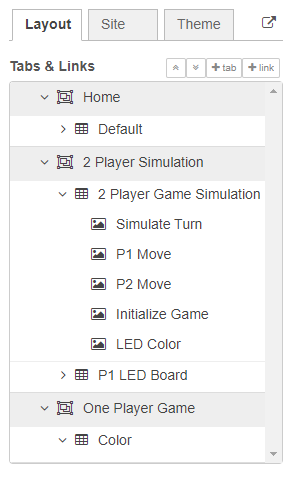 Layout Site Theme
Tabs & Links + tab + link
Home
Default
2 Player Simulation
2 Player Game Simulation
Simulate Turn
P1 Move
P2 Move
Initialize Game
LED Color
P1 LED Board
One Player Game
Color